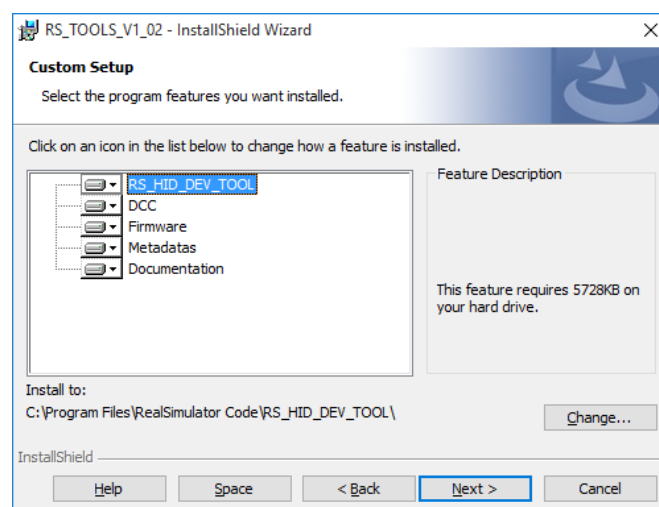 RS_TOOLS_V1_02 - InstallShield Wizard
Custom Setup
Select the program features you want installed.
Click on an icon in the list below to change how a feature is installed.
RS_HID_DEV_TOOL
DCC
Firmware
Metadatas
Documentation
Feature Description
This feature requires 5728KB on
your hard drive.
Install to:
C:\Program Files\RealSimulator Code\RS_HID_DEV_TOOL\
Change...
InstallShield
Help Space < Back Next > Cancel